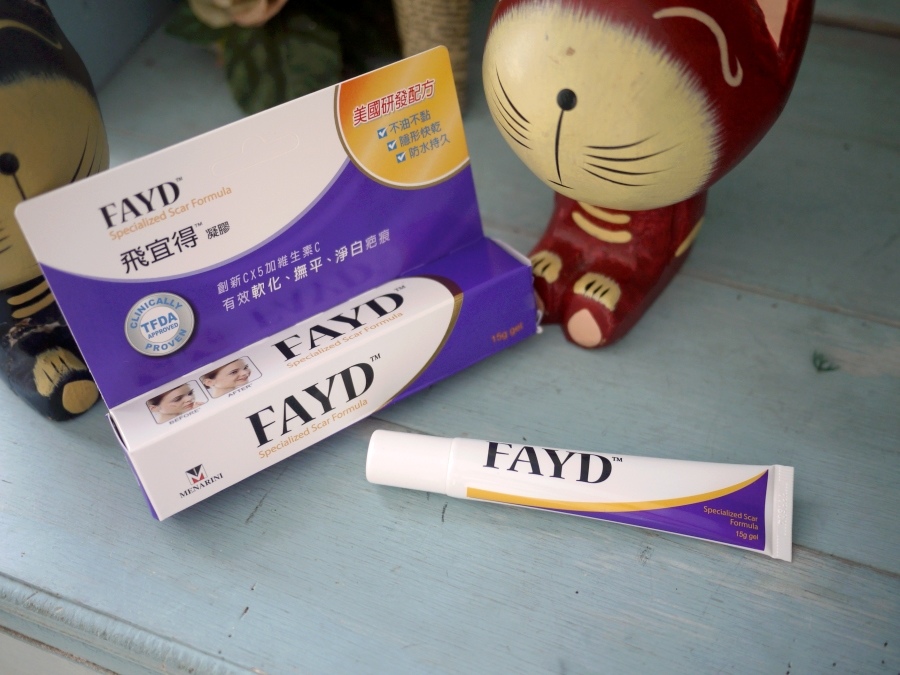 美國研發配方
不油不黏
隱形快乾
防水持久
FAYD™
Specialized Scar Formula
飛宜得™ 凝膠
創新CX5加維生素C
有效軟化、撫平、淨白疤痕
CLINICALLY
TFDA
APPROVED
PROVEN
FAYD™
Specialized Scar Formula
15g gel
BEFORE
AFTER
FAYD™
Specialized Scar Formula
MENARINI
FAYD™
Specialized Scar
Formula
15g gel